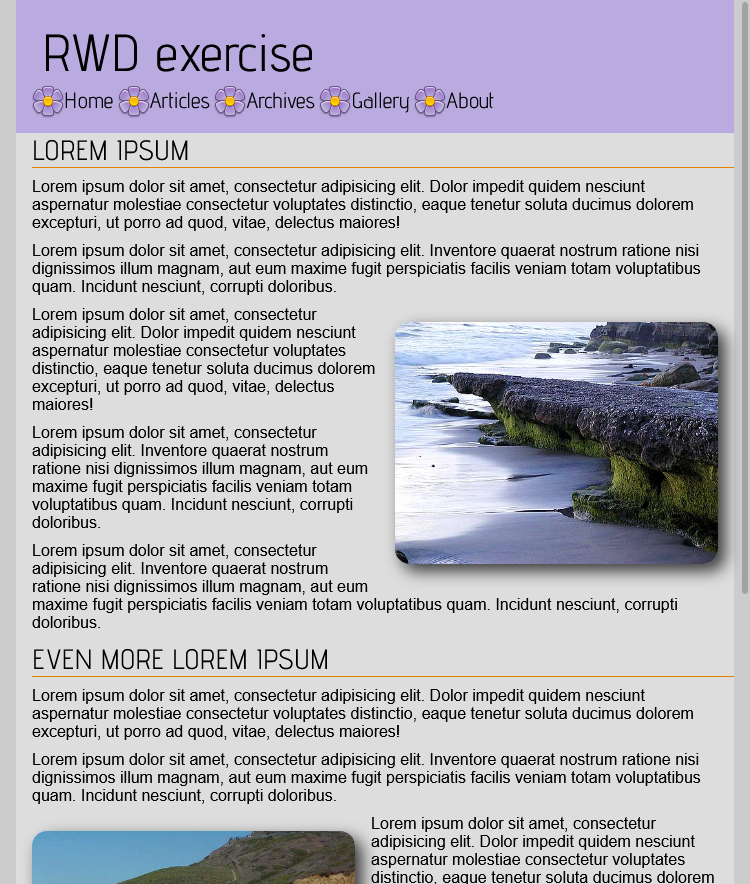 RWD exercise
Home Articles Archives Gallery About
LOREM IPSUM
Lorem ipsum dolor sit amet, consectetur adipisicing elit. Dolor impedit quidem nesciunt
aspernatur molestiae consectetur voluptates distinctio, eaque tenetur soluta ducimus dolorem
excepturi, ut porro ad quod, vitae, delectus maiores!
Lorem ipsum dolor sit amet, consectetur adipisicing elit. Inventore quaerat nostrum ratione nisi
dignissimos illum magnam, aut eum maxime fugit perspiciatis facilis veniam totam voluptatibus
quam. Incidunt nesciunt, corrupti doloribus.
Lorem ipsum dolor sit amet, consectetur
adipisicing elit. Dolor impedit quidem nesciunt
aspernatur molestiae consectetur voluptates
distinctio, eaque tenetur soluta ducimus dolorem
excepturi, ut porro ad quod, vitae, delectus
maiores!
Lorem ipsum dolor sit amet, consectetur
adipisicing elit. Inventore quaerat nostrum
ratione nisi dignissimos illum magnam, aut eum
maxime fugit perspiciatis facilis veniam totam
voluptatibus quam. Incidunt nesciunt, corrupti
doloribus.
Lorem ipsum dolor sit amet, consectetur
adipisicing elit. Inventore quaerat nostrum
ratione nisi dignissimos illum magnam, aut eum
maxime fugit perspiciatis facilis veniam totam voluptatibus quam. Incidunt nesciunt, corrupti
doloribus.
EVEN MORE LOREM IPSUM
Lorem ipsum dolor sit amet, consectetur adipisicing elit. Dolor impedit quidem nesciunt
aspernatur molestiae consectetur voluptates distinctio, eaque tenetur soluta ducimus dolorem
excepturi, ut porro ad quod, vitae, delectus maiores!
Lorem ipsum dolor sit amet, consectetur adipisicing elit. Inventore quaerat nostrum ratione nisi
dignissimos illum magnam, aut eum maxime fugit perspiciatis facilis veniam totam voluptatibus
quam. Incidunt nesciunt, corrupti doloribus.
Lorem ipsum dolor sit amet, consectetur
adipisicing elit. Dolor impedit quidem nesciunt
aspernatur molestiae consectetur voluptates
distinctio, eaque tenetur soluta ducimus dolorem